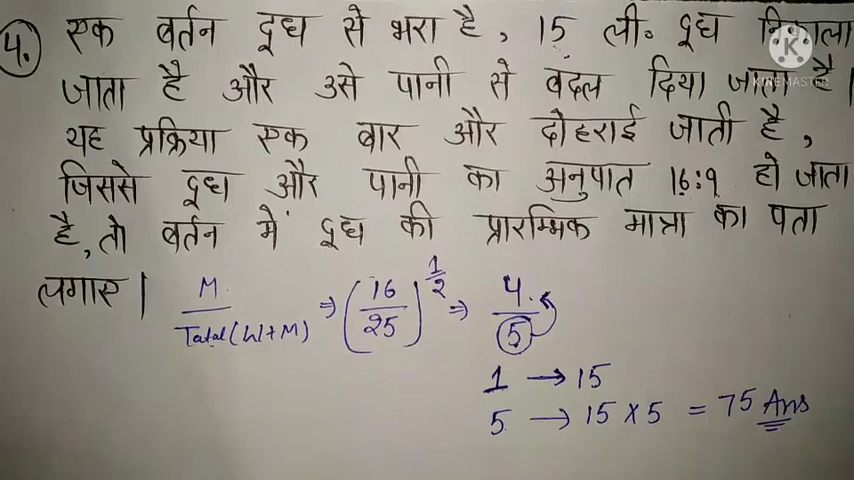 4. एक बर्तन दूध से भरा है, 15 ली० दूध निकाला
जाता है और उसे पानी से बदल दिया जाता है।
यह प्रक्रिया एक बार और दोहराई जाती है,
जिससे दूध और पानी का अनुपात 16:9 हो जाता
है, तो बर्तन में दूध की प्रारम्भिक मात्रा का पता
लगाए।
M / Total(W+M) ⇒ (16/25)^1/2 ⇒ 4/5
1 → 15
5 → 15 x 5 = 75 Ans
KINEMASTER